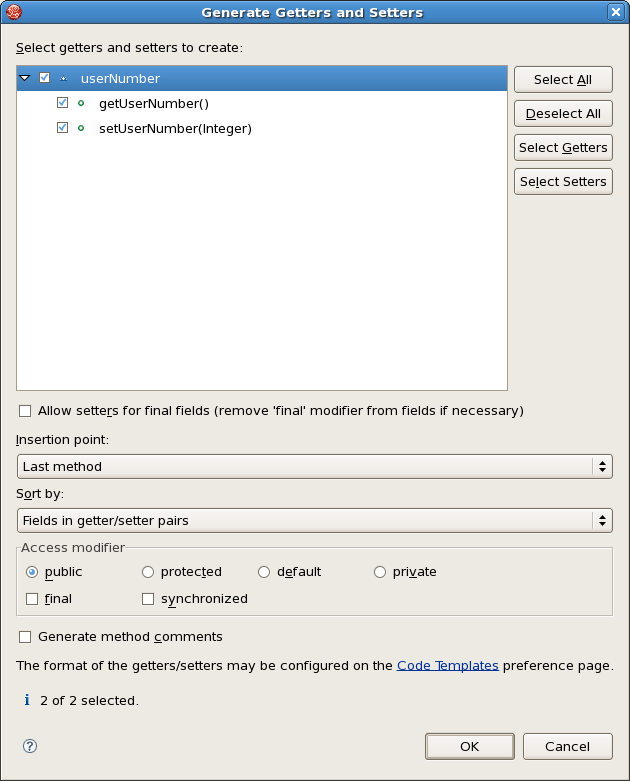 Generate Getters and Setters
Select getters and setters to create:
userNumber
getUserNumber()
setUserNumber(Integer)
Select All
Deselect All
Select Getters
Select Setters
Allow setters for final fields (remove 'final' modifier from fields if necessary)
Insertion point:
Last method
Sort by:
Fields in getter/setter pairs
Access modifier
public protected default private
final synchronized
Generate method comments
The format of the getters/setters may be configured on the Code Templates preference page.
i 2 of 2 selected.
? OK Cancel